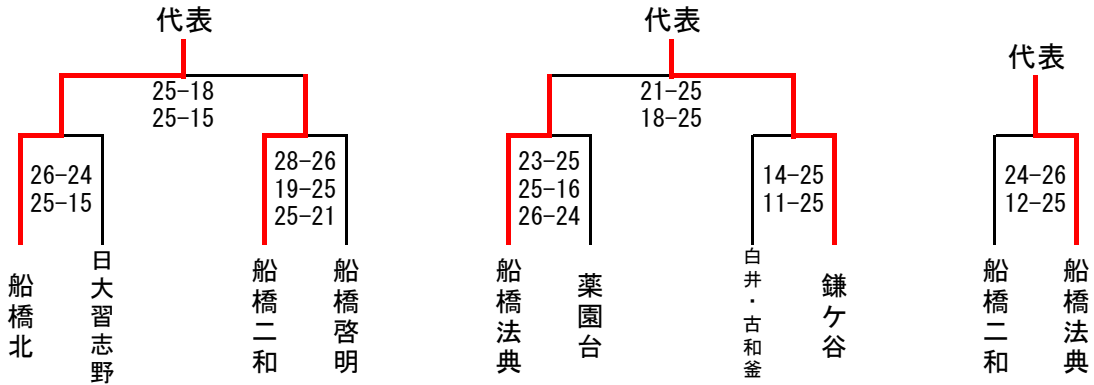 代表
25-18
25-15
26-24
25-15
28-26
19-25
25-21
船橋北
日大習志野
船橋二和
船橋啓明
代表
21-25
18-25
23-25
25-16
26-24
14-25
11-25
船橋法典
薬園台
白井・古和釜
鎌ケ谷
代表
24-26
12-25
船橋二和
船橋法典